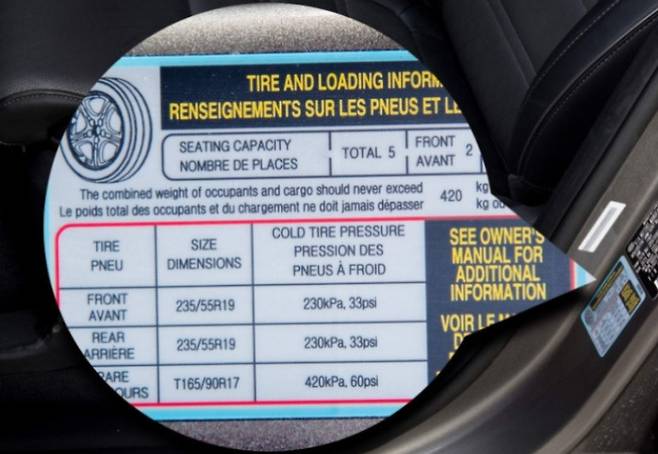 TIRE AND LOADING
RENSEIGNEMENTS SUR LES PNEUS ET
SEATING CAPACITY
NOMBRE DE PLACES
TOTAL 5
FRONT 2
AVANT
The combined weight of occupants and cargo should never exceed 420 kg
Le poids total des occupants et du chargement ne doit jamais dépasser kg
TIRE
PNEU
SIZE
DIMENSIONS
COLD TIRE PRESSURE
PRESSION DES
PNEUS À FROID
SEE OWNER'S
MANUAL FOR
ADDITIONAL
INFORMATION
FRONT
AVANT
235/55R19
230kPa, 33psi
REAR
ARRIÈRE
235/55R19
230kPa, 33psi
T165/90R17
420kPa, 60psi
VOIR LE